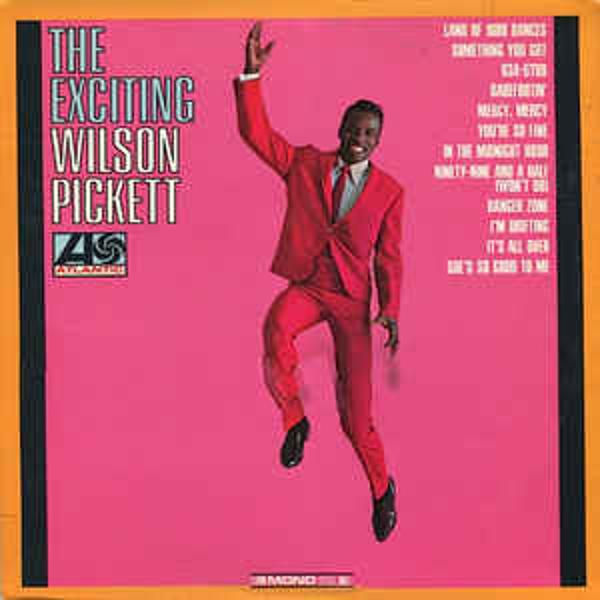 THE
EXCITING
WILSON
PICKETT
ATLANTIC
LAND OF 1000 DANCES
SOMETHING YOU GOT
634-5789
BAREFOOTIN'
MERCY, MERCY
YOU'RE SO FINE
IN THE MIDNIGHT HOUR
NINETY-NINE AND A HALF
(WON'T DO)
DANGER ZONE
I'M DRIFTING
IT'S ALL OVER
SHE'S SO GOOD TO ME
MONO